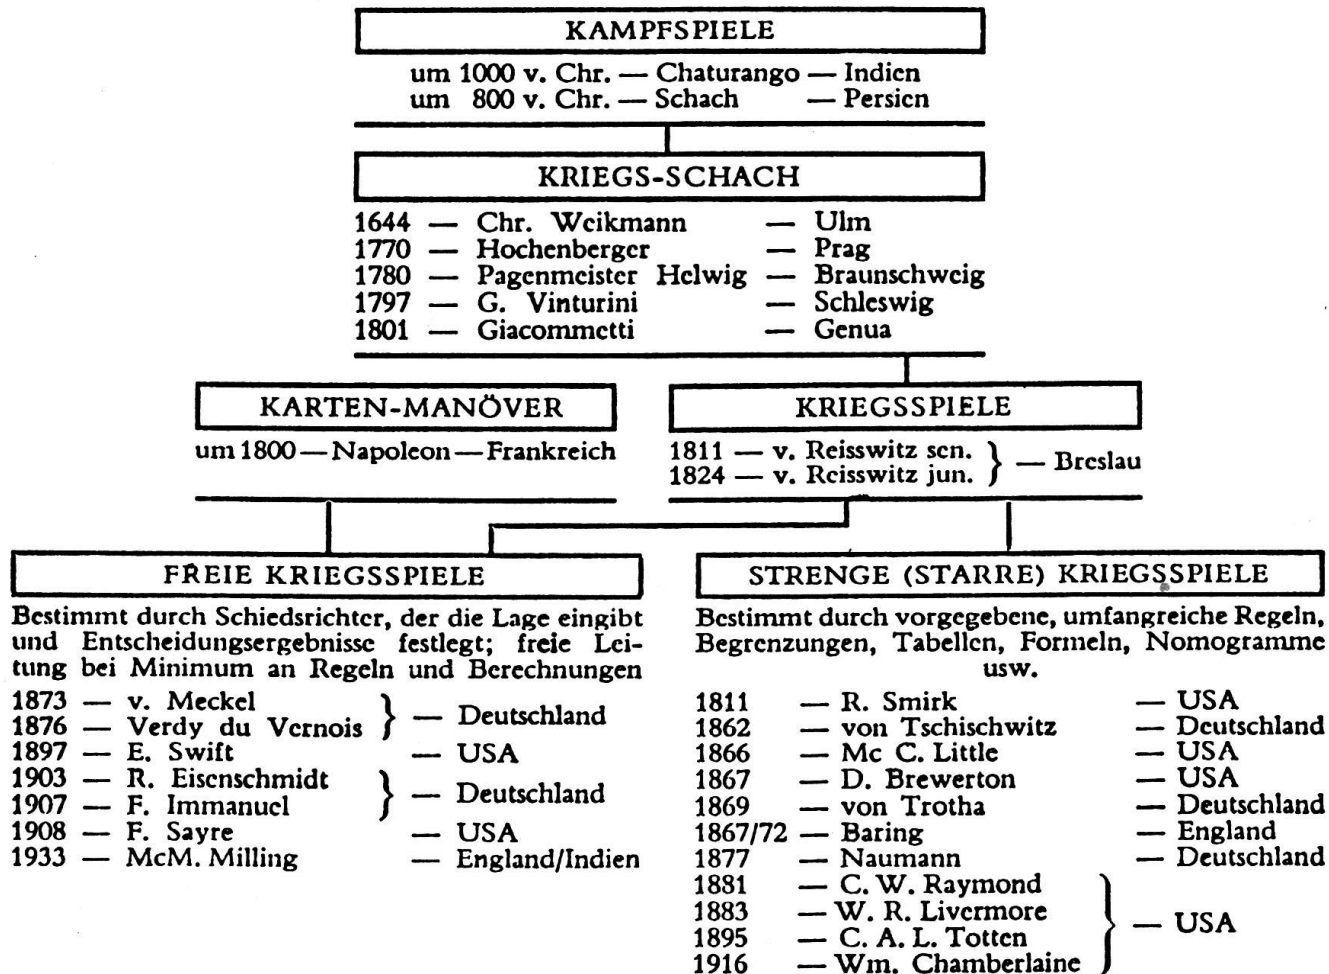 KAMPFSPIELE
um 1000 v. Chr. — Chaturango — Indien
um 800 v. Chr. — Schach — Persien
KRIEGS-SCHACH
1644 — Chr. Weikmann — Ulm
1770 — Hochenberger — Prag
1780 — Pagenmeister Helwig — Braunschweig
1797 — G. Vinturini — Schleswig
1801 — Giacommetti — Genua
KARTEN-MANÖVER
um 1800 — Napoleon — Frankreich
KRIEGSSPIELE
1811 — v. Reisswitz sen.
1824 — v. Reisswitz jun.
} — Breslau
FREIE KRIEGSSPIELE
Bestimmt durch Schiedsrichter, der die Lage eingibt
und Entscheidungsergebnisse festlegt; freie Lei-
tung bei Minimum an Regeln und Berechnungen
1873 — v. Meckel
1876 — Verdy du Vernois
} — Deutschland
1897 — E. Swift — USA
1903 — R. Eisenschmidt
1907 — F. Immanuel
} — Deutschland
1908 — F. Sayre — USA
1933 — McM. Milling — England/Indien
STRENGE (STARRE) KRIEGSSPIELE
Bestimmt durch vorgegebene, umfangreiche Regeln,
Begrenzungen, Tabellen, Formeln, Nomogramme
usw.
1811 — R. Smirk — USA
1862 — von Tschischwitz — Deutschland
1866 — Mc C. Little — USA
1867 — D. Brewerton — USA
1869 — von Trotha — Deutschland
1867/72 — Baring — England
1877 — Naumann — Deutschland
1881 — C. W. Raymond
1883 — W. R. Livermore
1895 — C. A. L. Totten
1916 — Wm. Chamberlaine
} — USA